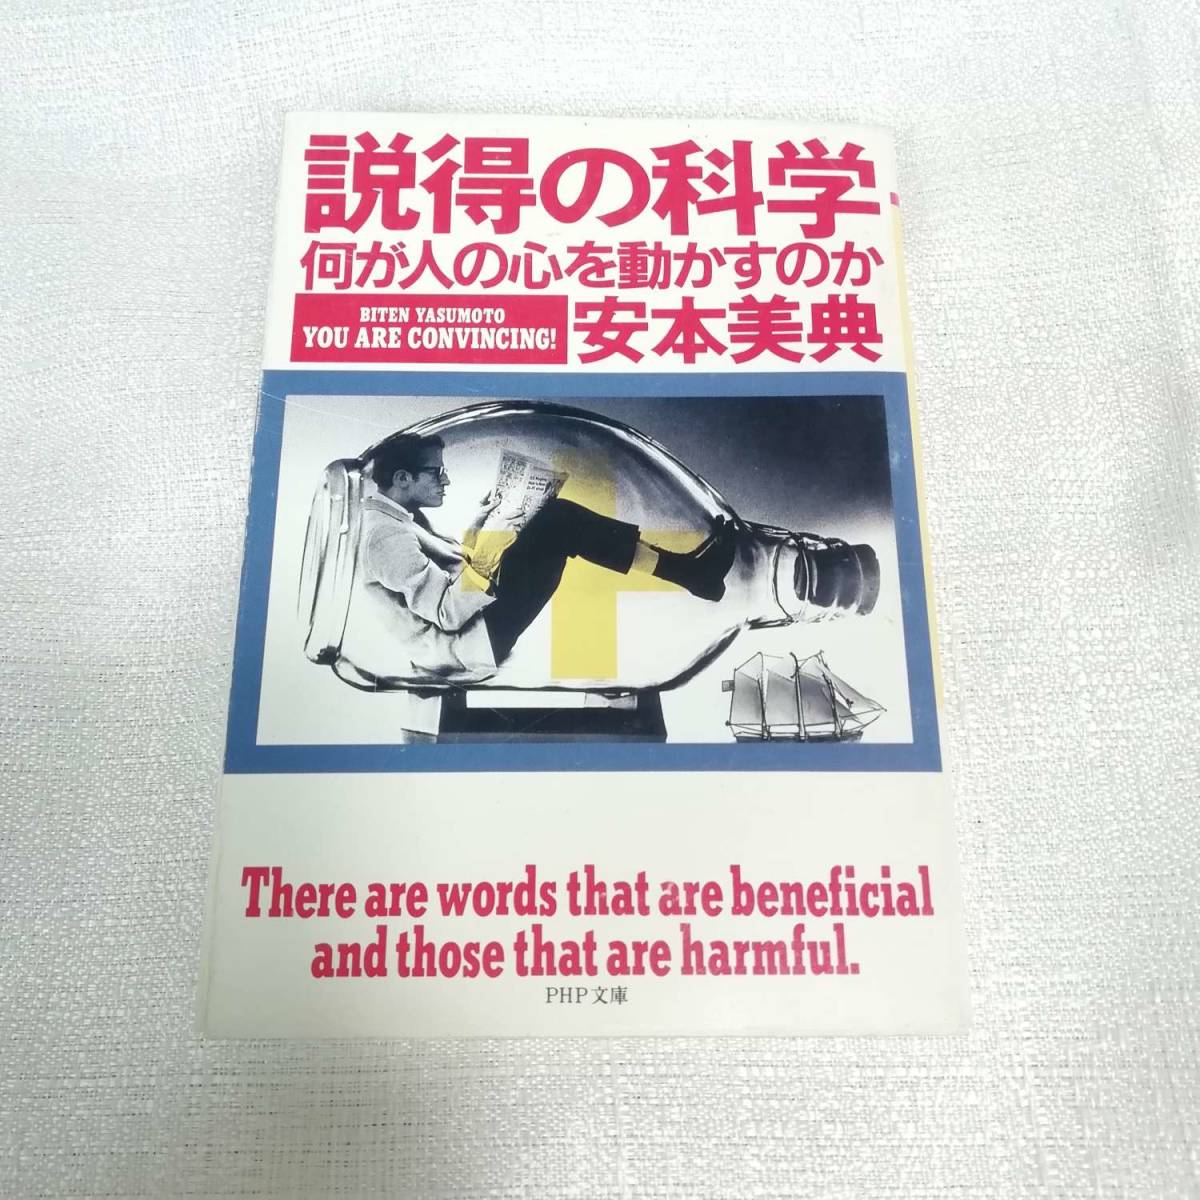 説得の科学
何が人の心を動かすのか
BITEN YASUMOTO
YOU ARE CONVINCING!
安本美典
There are words that are beneficial
and those that are harmful.
PHP文庫